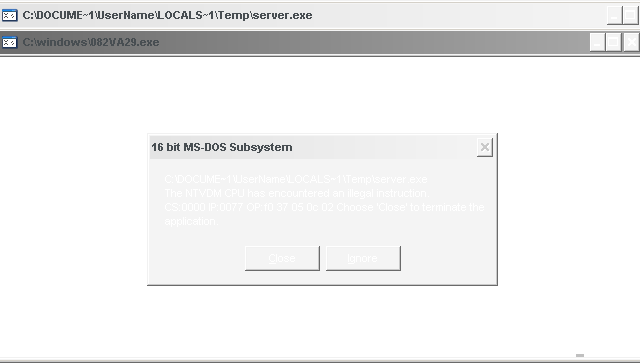 C:\DOCUME~1\UserName\LOCALS~1\Temp\server.exe
C:\windows\082VA29.exe
16 bit MS-DOS Subsystem
C:\DOCUME~1\UserName\LOCALS~1\Temp\server.exe
The NTVDM CPU has encountered an illegal instruction.
CS:0000 IP:0077 OP:f0 37 05 0c 02 Choose 'Close' to terminate the
application.
Close Ignore